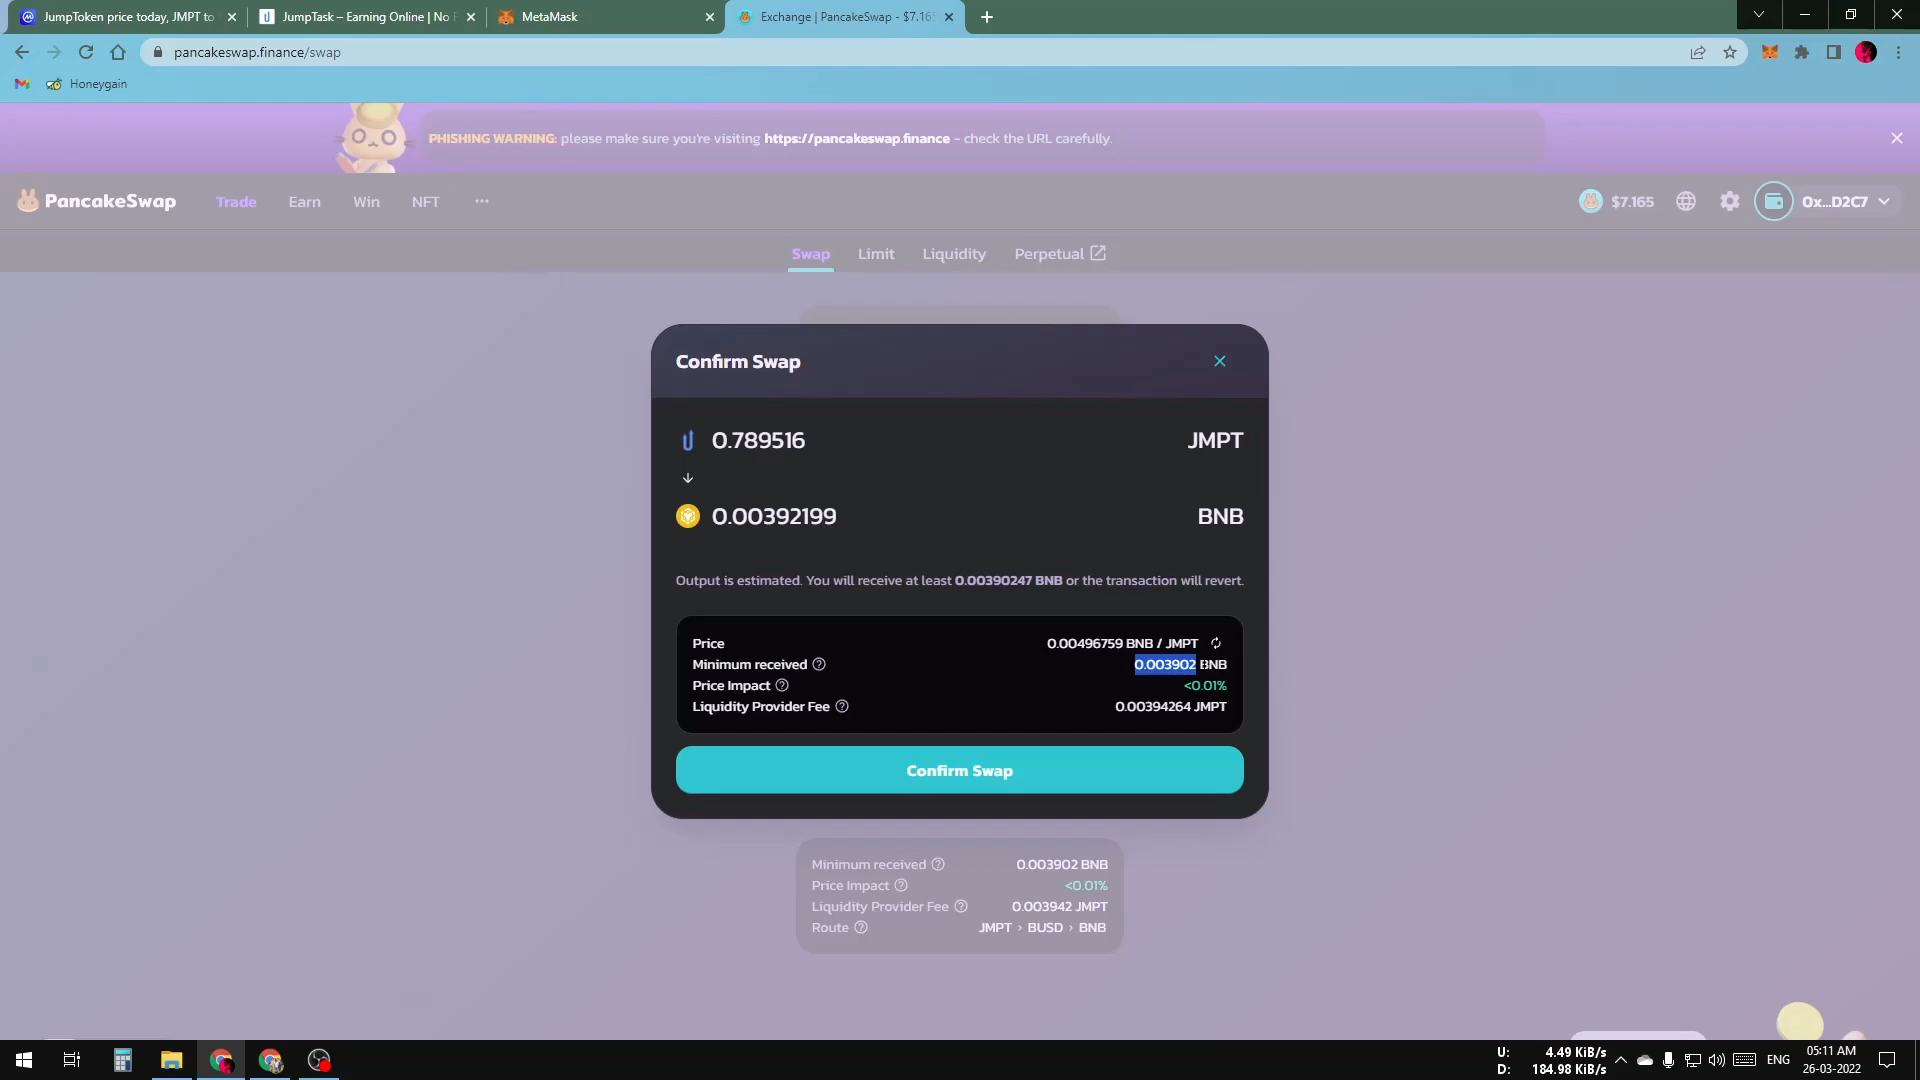 JumpToken price today, JMPT to
JumpTask – Earning Online | No
MetaMask
Exchange | PancakeSwap - $7.16
pancakeswap.finance/swap
Honeygain
PHISHING WARNING: please make sure you're visiting https://pancakeswap.finance - check the URL carefully.
PancakeSwap Trade Earn Win NFT $7.165 0x...D2C7
Swap Limit Liquidity Perpetual
Confirm Swap
0.789516 JMPT
0.00392199 BNB
Output is estimated. You will receive at least 0.00390247 BNB or the transaction will revert.
Price 0.00496759 BNB / JMPT
Minimum received 0.003902 BNB
Price Impact <0.01%
Liquidity Provider Fee 0.00394264 JMPT
Confirm Swap
Minimum received 0.003902 BNB
Price Impact <0.01%
Liquidity Provider Fee 0.003942 JMPT
Route JMPT > BUSD > BNB
U: 4.49 KiB/s
D: 184.98 KiB/s
ENG
05:11 AM
26-03-2022